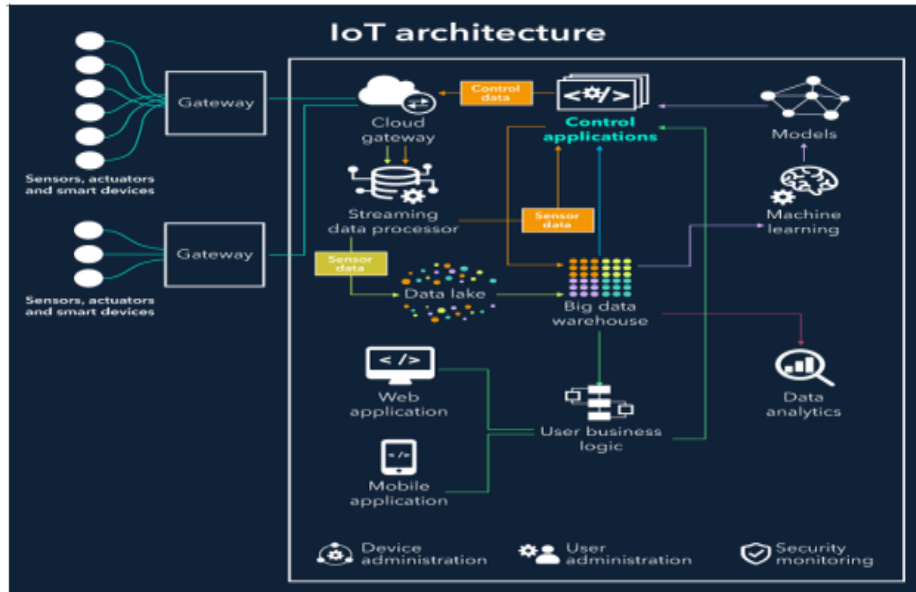 IoT architecture
Gateway
Sensors, actuators
and smart devices
Gateway
Sensors, actuators
and smart devices
Cloud
gateway
Control
data
</>
Control
applications
Models
Streaming
data processor
Sensor
data
Machine
learning
Sensor
data
Data lake
Big data
warehouse
</>
Web
application
User business
logic
Data
analytics
</>
Mobile
application
Device
administration
User
administration
Security
monitoring